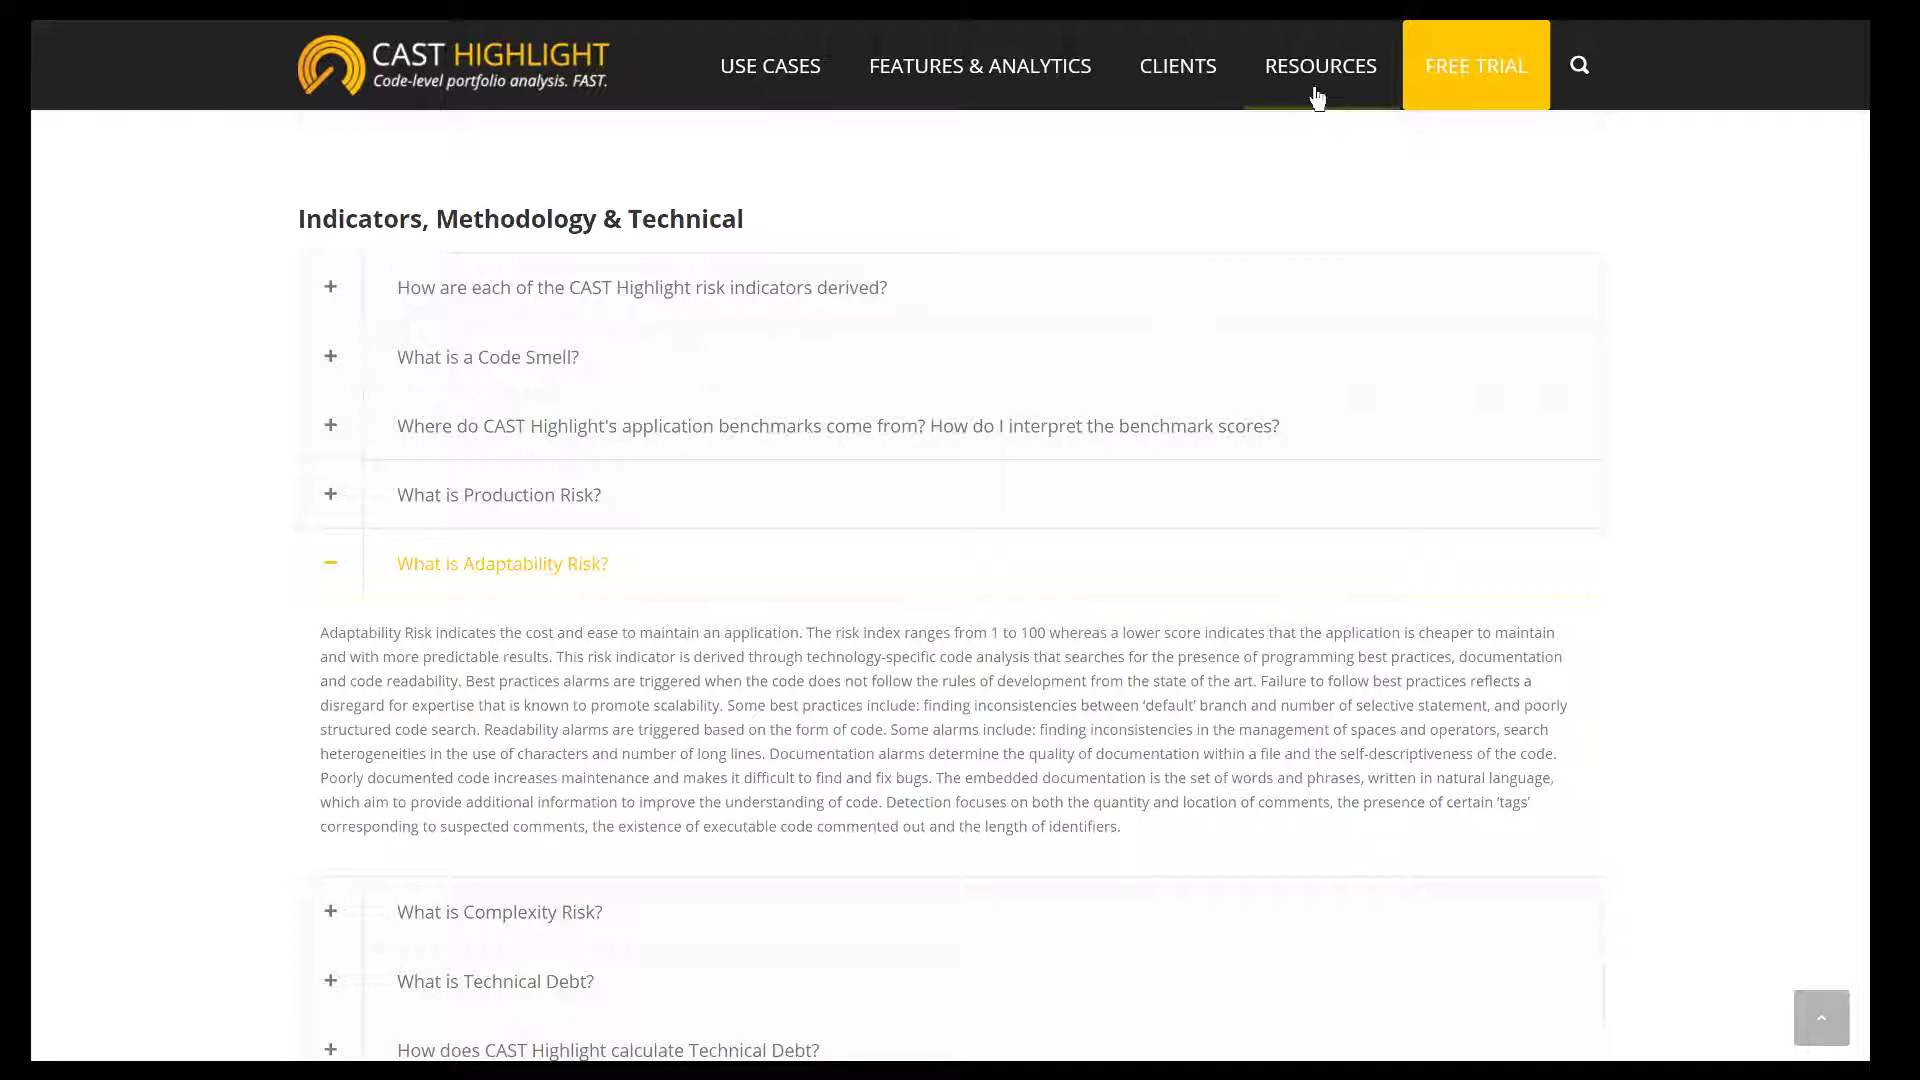 CAST HIGHLIGHT
Code-level portfolio analysis. FAST.
USE CASES
FEATURES & ANALYTICS
CLIENTS
RESOURCES
FREE TRIAL
Indicators, Methodology & Technical
+ How are each of the CAST Highlight risk indicators derived?
+ What is a Code Smell?
+ Where do CAST Highlight's application benchmarks come from? How do I interpret the benchmark scores?
+ What is Production Risk?
− What is Adaptability Risk?
Adaptability Risk indicates the cost and ease to maintain an application. The risk index ranges from 1 to 100 whereas a lower score indicates that the application is cheaper to maintain
and with more predictable results. This risk indicator is derived through technology-specific code analysis that searches for the presence of programming best practices, documentation
and code readability. Best practices alarms are triggered when the code does not follow the rules of development from the state of the art. Failure to follow best practices reflects a
disregard for expertise that is known to promote scalability. Some best practices include: finding inconsistencies between ‘default’ branch and number of selective statement, and poorly
structured code search. Readability alarms are triggered based on the form of code. Some alarms include: finding inconsistencies in the management of spaces and operators, search
heterogeneities in the use of characters and number of long lines. Documentation alarms determine the quality of documentation within a file and the self-descriptiveness of the code.
Poorly documented code increases maintenance and makes it difficult to find and fix bugs. The embedded documentation is the set of words and phrases, written in natural language,
which aim to provide additional information to improve the understanding of code. Detection focuses on both the quantity and location of comments, the presence of certain ‘tags’
corresponding to suspected comments, the existence of executable code commented out and the length of identifiers.
+ What is Complexity Risk?
+ What is Technical Debt?
+ How does CAST Highlight calculate Technical Debt?